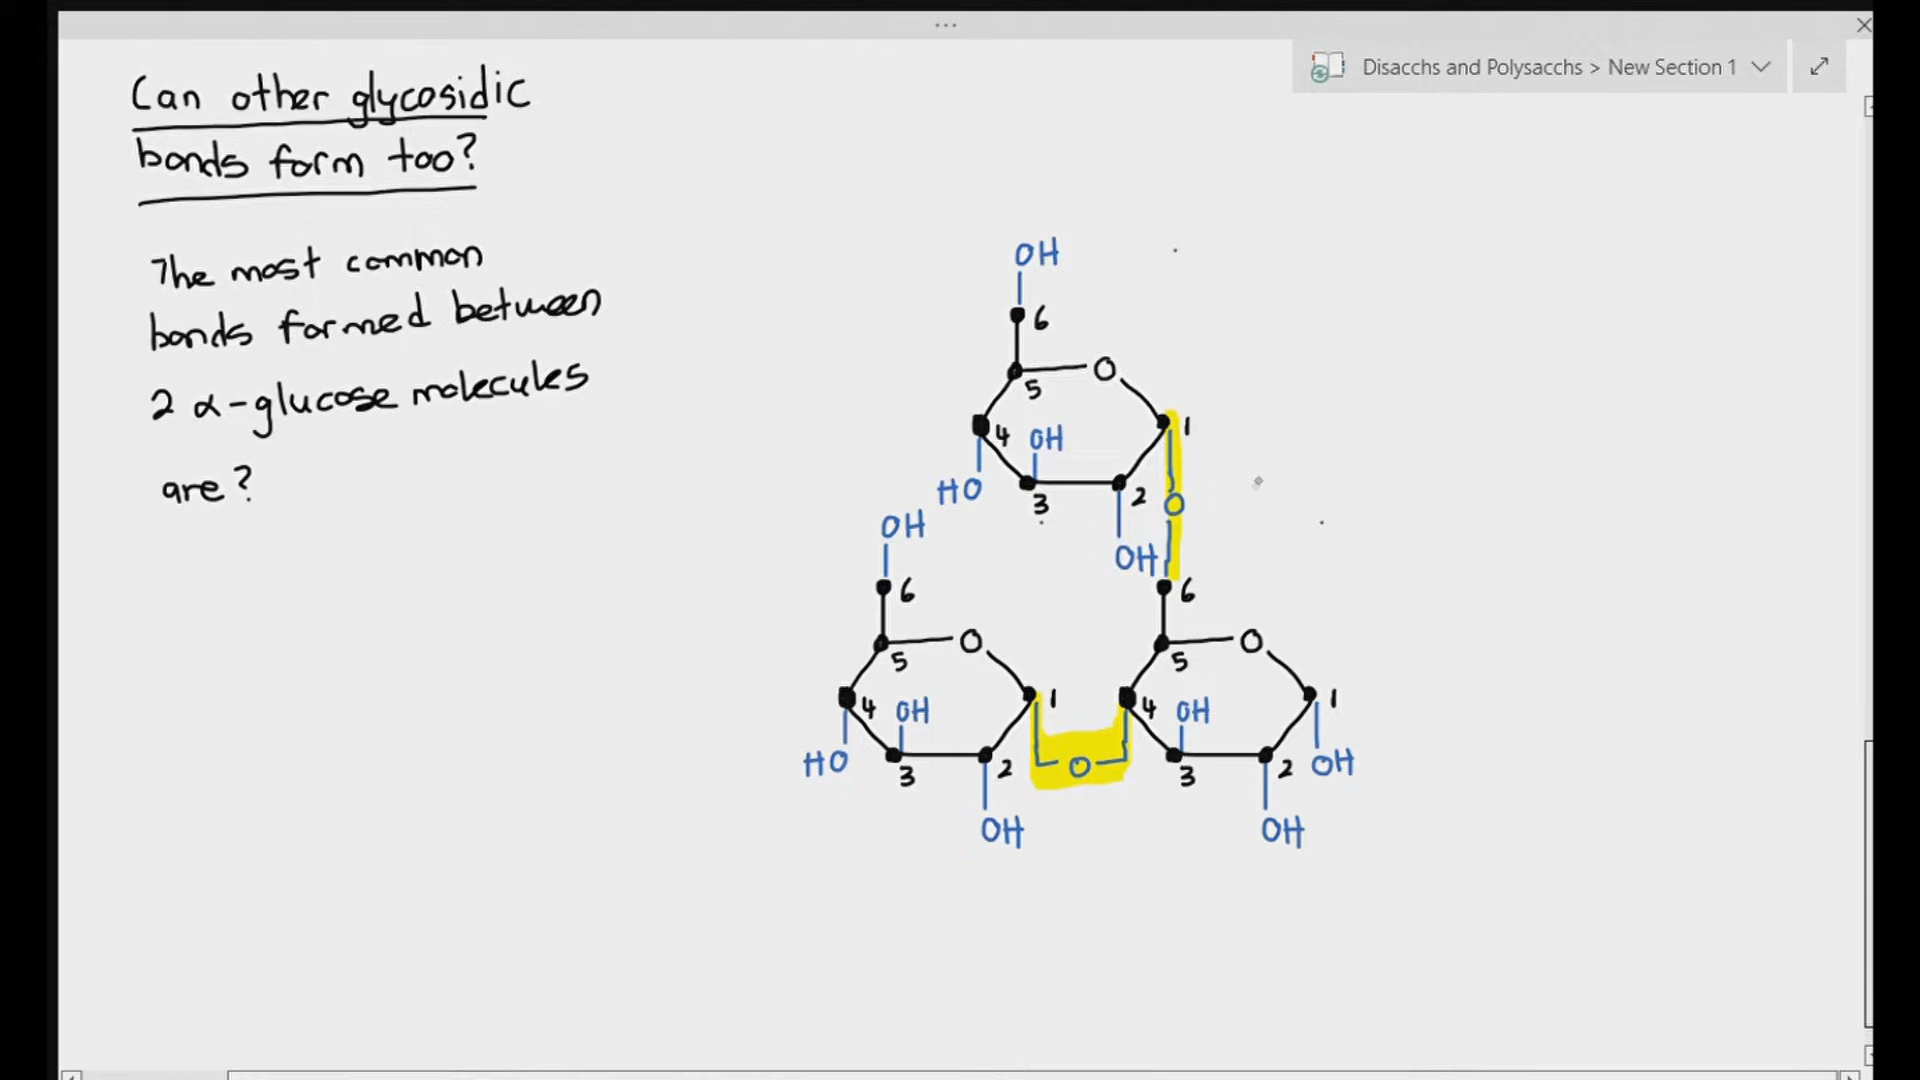 Disacchs and Polysacchs > New Section 1
Can other glycosidic
bonds form too?
The most common
bonds formed between
2 α-glucose molecules
are?
OH
6
5 O
4 OH 1
HO 3 2 O
OH OH
6 6
5 O 5 O
4 OH 1 4 OH 1
HO 3 2 O 3 2 OH
OH OH